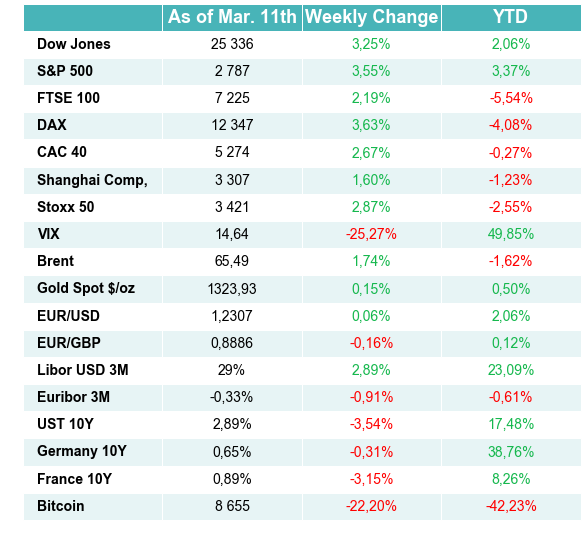 As of Mar. 11th Weekly Change YTD
Dow Jones 25 336 3,25% 2,06%
S&P 500 2 787 3,55% 3,37%
FTSE 100 7 225 2,19% -5,54%
DAX 12 347 3,63% -4,08%
CAC 40 5 274 2,67% -0,27%
Shanghai Comp, 3 307 1,60% -1,23%
Stoxx 50 3 421 2,87% -2,55%
VIX 14,64 -25,27% 49,85%
Brent 65,49 1,74% -1,62%
Gold Spot $/oz 1323,93 0,15% 0,50%
EUR/USD 1,2307 0,06% 2,06%
EUR/GBP 0,8886 -0,16% 0,12%
Libor USD 3M 29% 2,89% 23,09%
Euribor 3M -0,33% -0,91% -0,61%
UST 10Y 2,89% -3,54% 17,48%
Germany 10Y 0,65% -0,31% 38,76%
France 10Y 0,89% -3,15% 8,26%
Bitcoin 8 655 -22,20% -42,23%